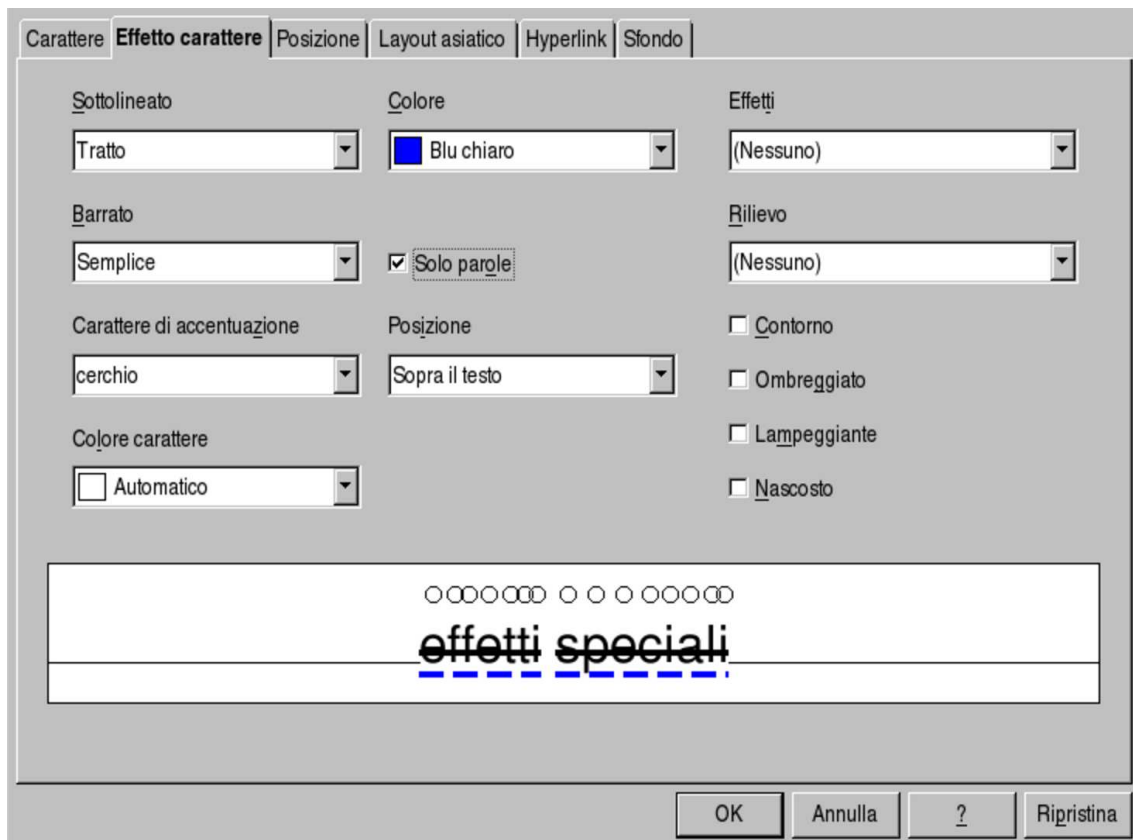 Carattere Effetto carattere Posizione Layout asiatico Hyperlink Sfondo
Sottolineato Colore Effetti
Tratto Blu chiaro (Nessuno)
Barrato Rilievo
Semplice Solo parole (Nessuno)
Carattere di accentuazione Posizione Contorno
cerchio Sopra il testo Ombreggiato
Colore carattere Lampeggiante
Automatico Nascosto
effetti speciali
OK Annulla ? Ripristina